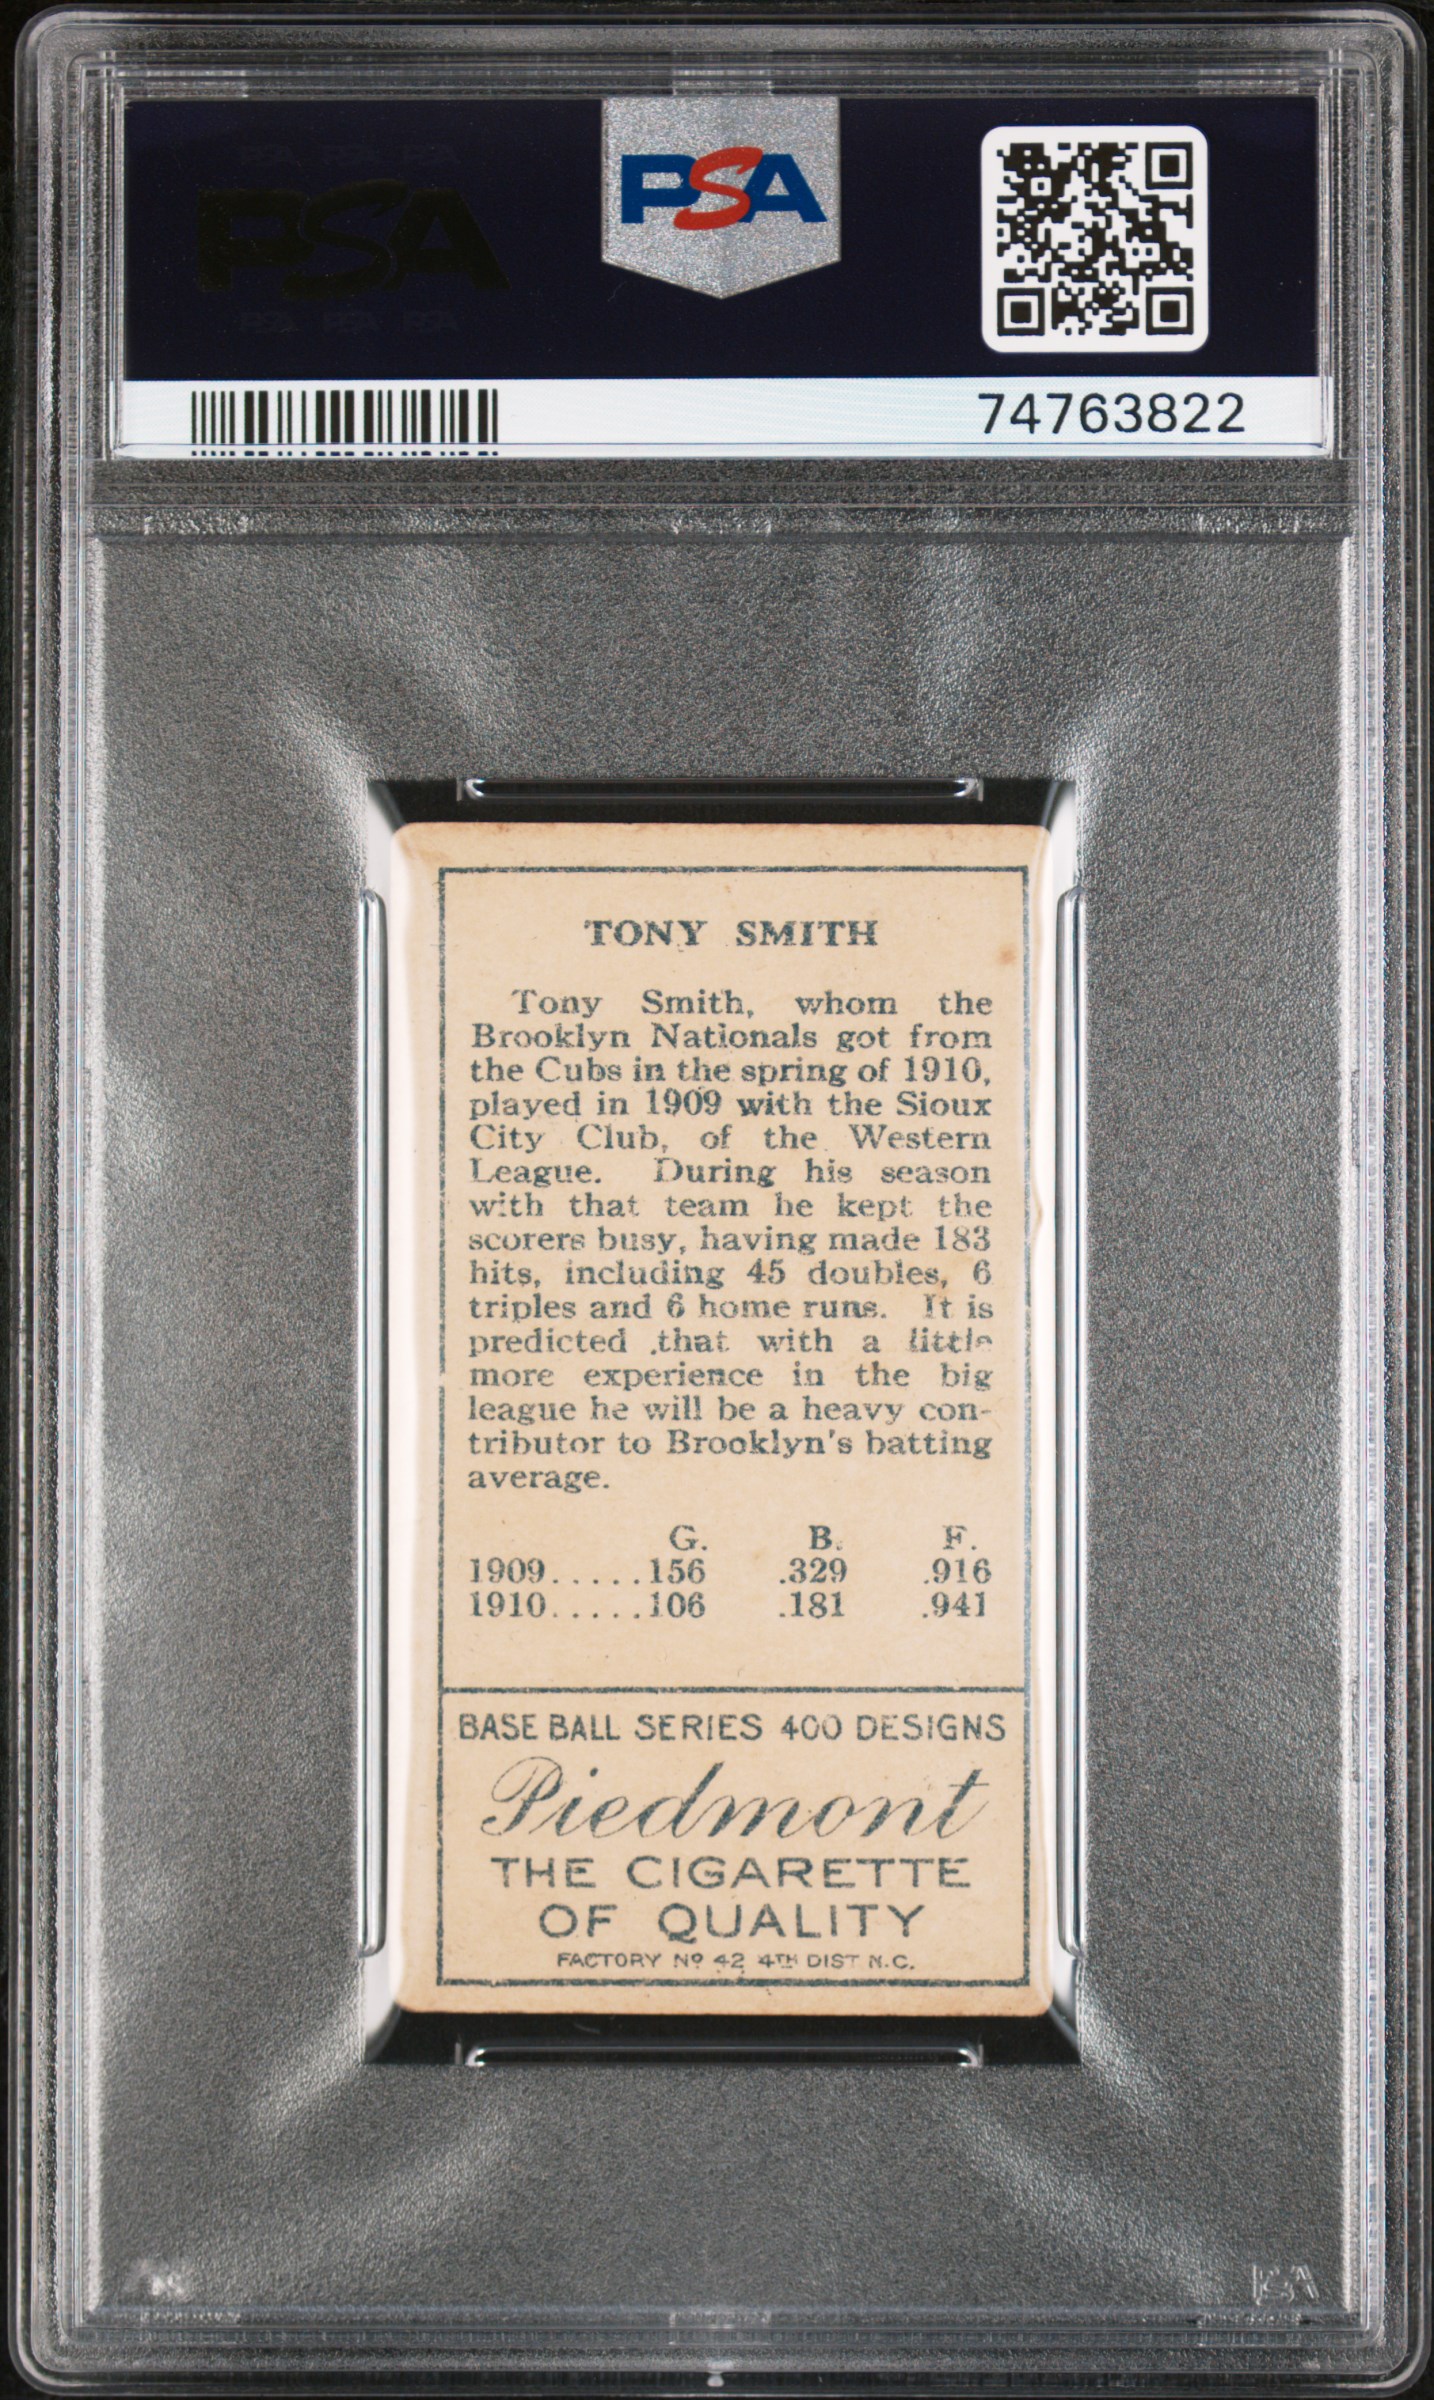 PSA
PSA
74763822
TONY SMITH
Tony Smith, whom the
Brooklyn Nationals got from
the Cubs in the spring of 1910,
played in 1909 with the Sioux
City Club, of the Western
League. During his season
with that team he kept the
scorers busy, having made 183
hits, including 45 doubles, 6
triples and 6 home runs. It is
predicted that with a little
more experience in the big
league he will be a heavy con-
tributor to Brooklyn's batting
average.
G. B. F.
1909.....156 .329 .916
1910.....106 .181 .941
BASE BALL SERIES 400 DESIGNS
Piedmont
THE CIGARETTE
OF QUALITY
FACTORY Nº 42 4TH DIST N.C.